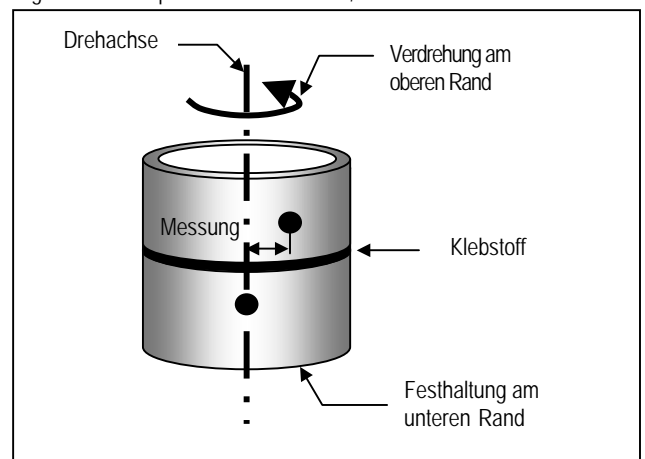 Drehachse
Verdrehung am
oberen Rand
Messung
Klebstoff
Festhaltung am
unteren Rand